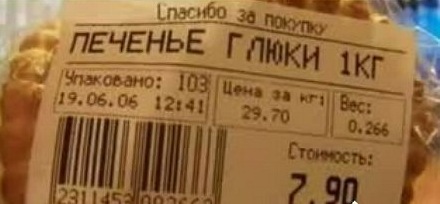 Спасибо за покупку
ПЕЧЕНЬЕ ГЛЮКИ 1КГ
Упаковано: 103
19.06.06 12:41
Цена за кг:
29.70
Вес:
0.266
Стоимость:
7.90